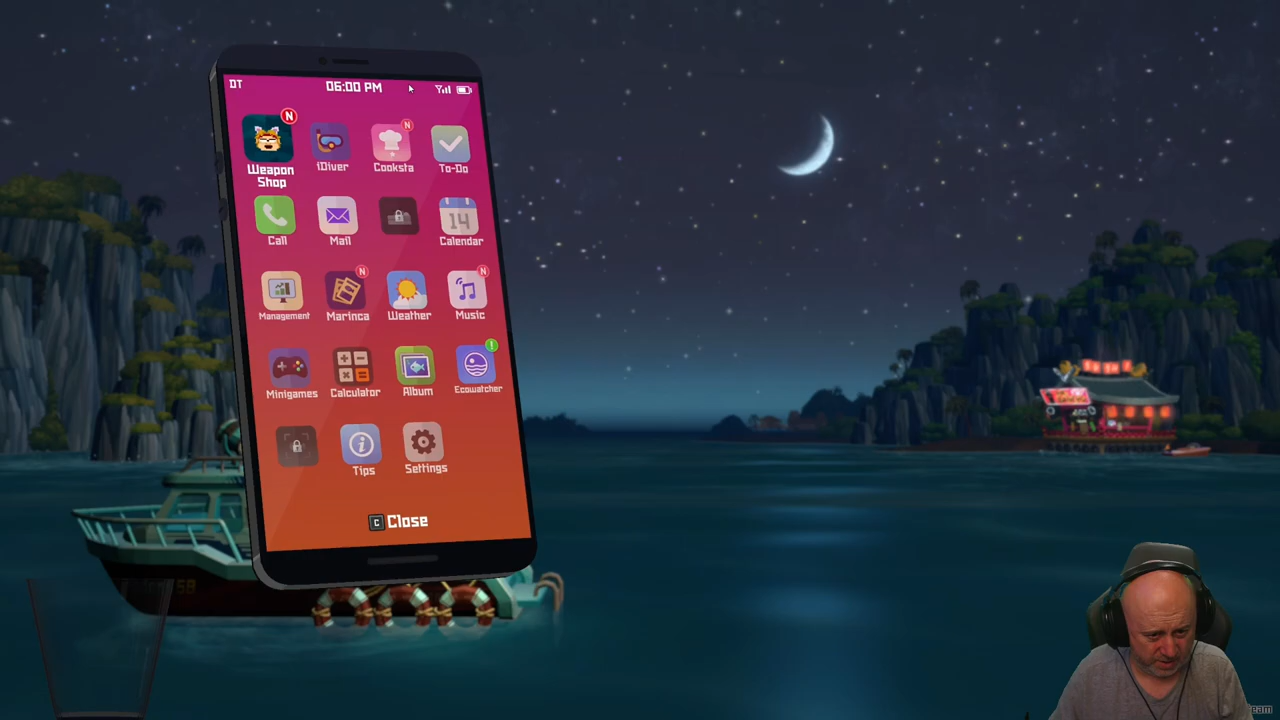 DT
06:00 PM
N
Weapon
Shop
iDiver
N
Cooksta
To-Do
Call
Mail
14
Calendar
Management
N
Marinca
Weather
N
Music
Minigames
Calculator
Album
!
Ecowatcher
i
Tips
Settings
C Close